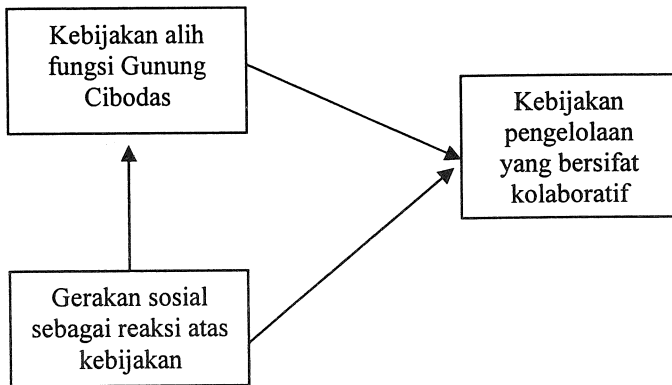 Kebijakan alih
fungsi Gunung
Cibodas
Kebijakan
pengelolaan
yang bersifat
kolaboratif
Gerakan sosial
sebagai reaksi atas
kebijakan